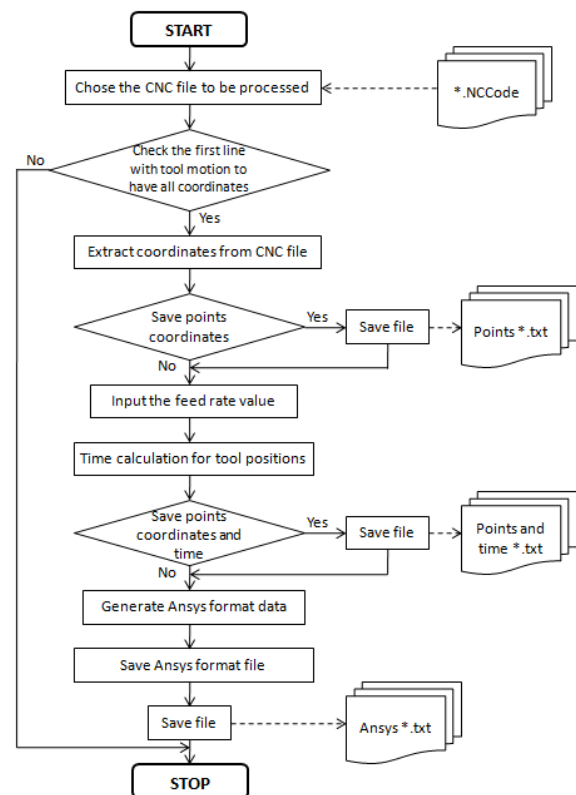 START
Chose the CNC file to be processed
*.NCCode
Check the first line
with tool motion to
have all coordinates
No
Yes
Extract coordinates from CNC file
Save points
coordinates
Yes
Save file
Points *.txt
No
Input the feed rate value
Time calculation for tool positions
Save points
coordinates and
time
Yes
Save file
Points and
time *.txt
No
Generate Ansys format data
Save Ansys format file
Save file
Ansys *.txt
STOP